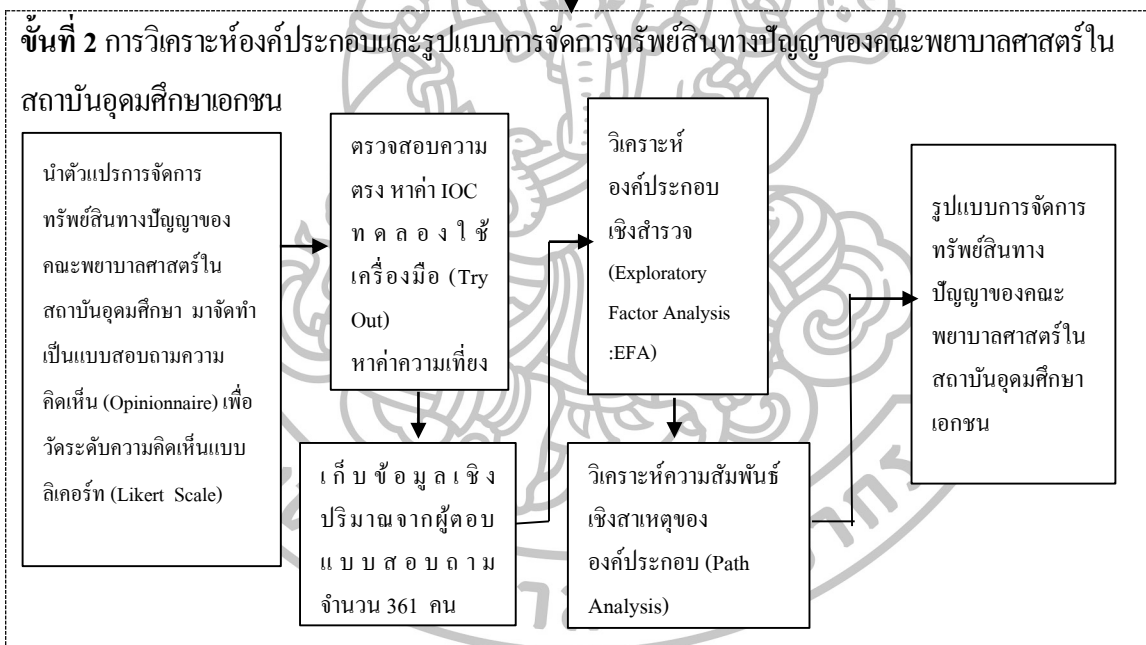 ขั้นที่ 2 การวิเคราะห์องค์ประกอบและรูปแบบการจัดการทรัพย์สินทางปัญญาของคณะพยาบาลศาสตร์ใน
สถาบันอุดมศึกษาเอกชน
นำตัวแปรการจัดการ
ทรัพย์สินทางปัญญาของ
คณะพยาบาลศาสตร์ใน
สถาบันอุดมศึกษา มาจัดทำ
เป็นแบบสอบถามความ
คิดเห็น (Opinionnaire) เพื่อ
วัดระดับความคิดเห็นแบบ
ลิเคอร์ท (Likert Scale)
ตรวจสอบความ
ตรง หาค่า IOC
ทดลองใช้
เครื่องมือ (Try
Out)
หาค่าความเที่ยง
เก็บข้อมูลเชิง
ปริมาณจากผู้ตอบ
แบบสอบถาม
จำนวน 361 คน
วิเคราะห์
องค์ประกอบ
เชิงสำรวจ
(Exploratory
Factor Analysis
:EFA)
วิเคราะห์ความสัมพันธ์
เชิงสาเหตุของ
องค์ประกอบ (Path
Analysis)
รูปแบบการจัดการ
ทรัพย์สินทาง
ปัญญาของคณะ
พยาบาลศาสตร์ใน
สถาบันอุดมศึกษา
เอกชน